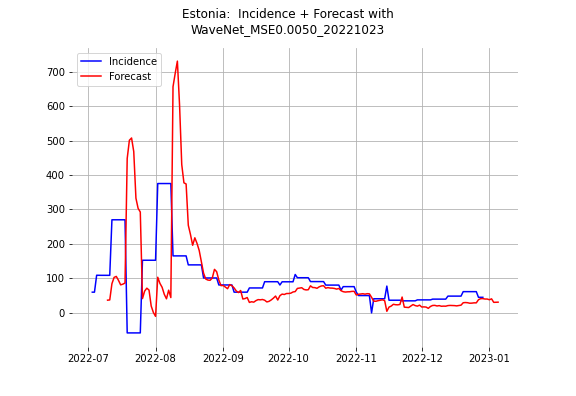 Estonia:  Incidence + Forecast with
WaveNet_MSE0.0050_20221023
Incidence
Forecast
700
600
500
400
300
200
100
0
2022-07 2022-08 2022-09 2022-10 2022-11 2022-12 2023-01